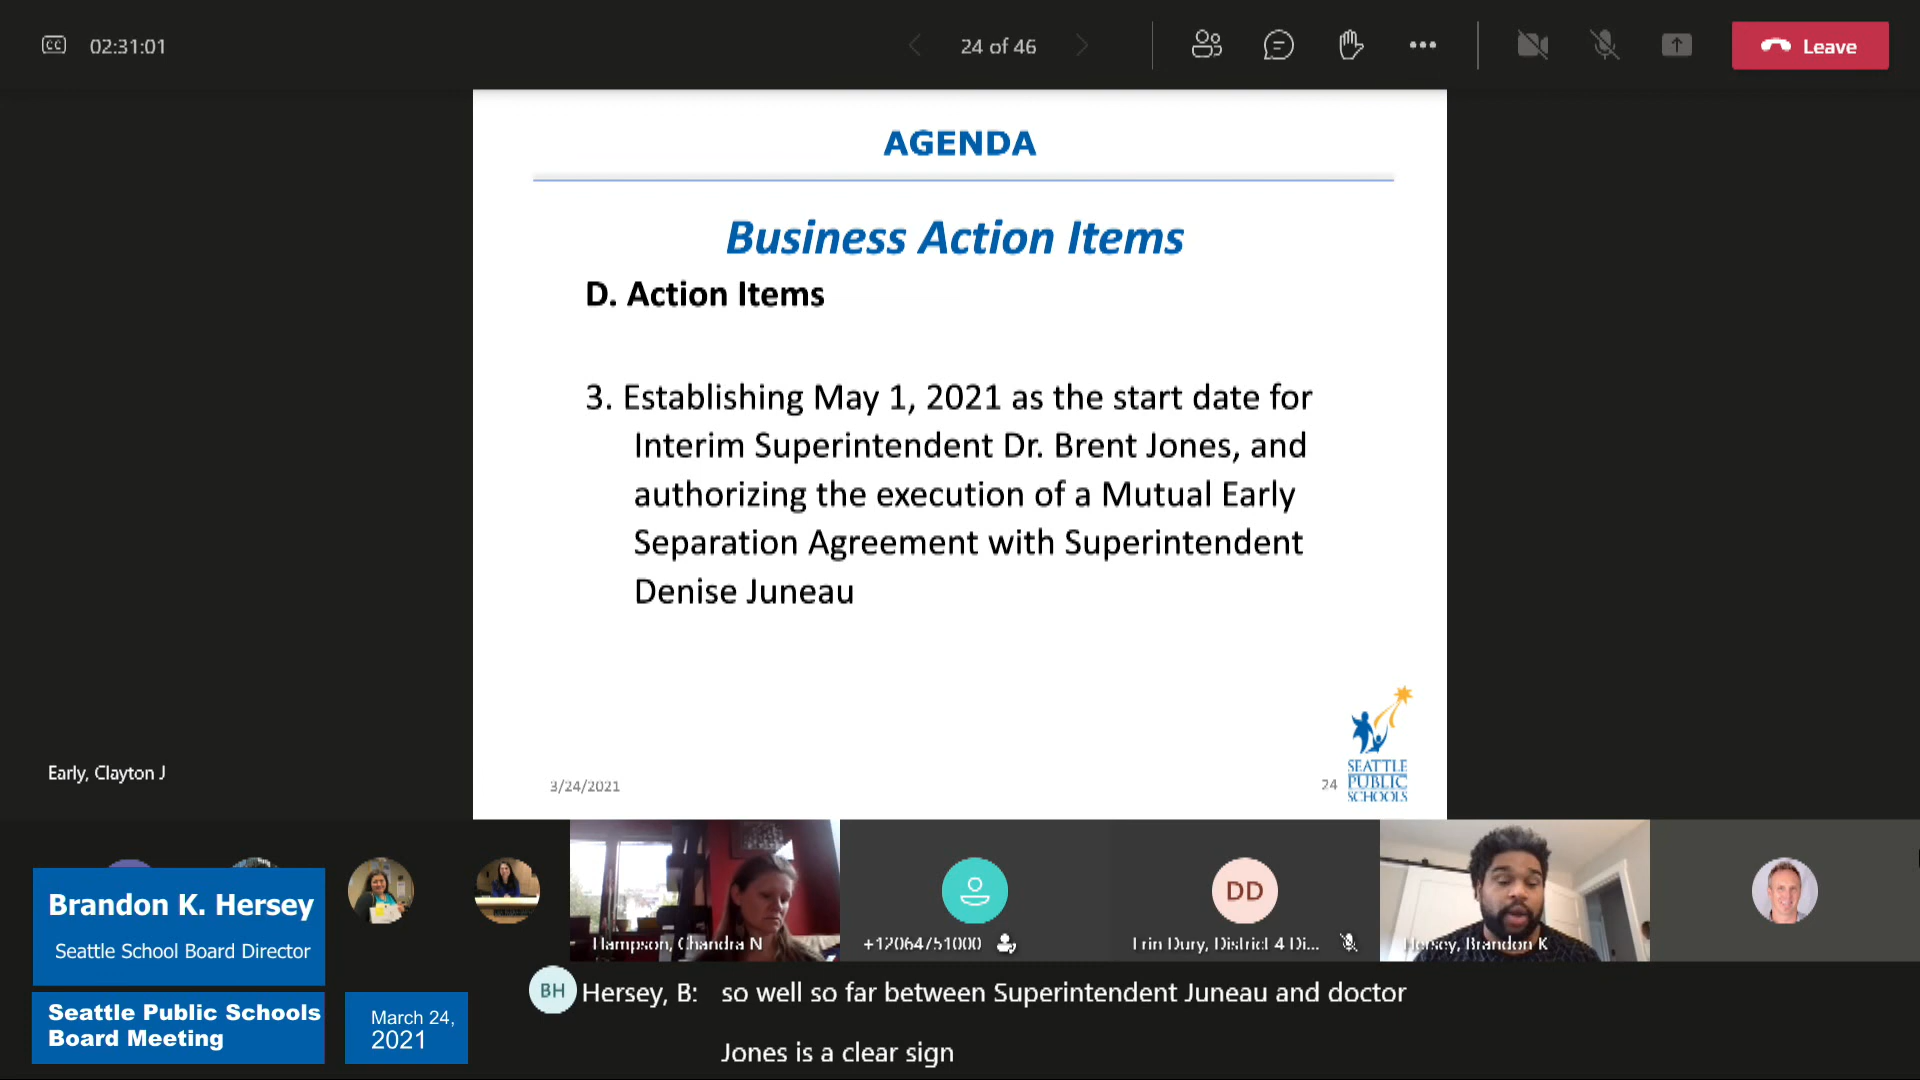 CC 02:31:01
24 of 46
Leave
AGENDA
Business Action Items
D. Action Items
3. Establishing May 1, 2021 as the start date for
Interim Superintendent Dr. Brent Jones, and
authorizing the execution of a Mutual Early
Separation Agreement with Superintendent
Denise Juneau
3/24/2021
24
SEATTLE
PUBLIC
SCHOOLS
Early, Clayton J
Hampson, Chandra N
+12064751000
Erin Dury, District 4 Di...
DD
Hersey, Brandon K
Brandon K. Hersey
Seattle School Board Director
Seattle Public Schools
Board Meeting
March 24,
2021
BH Hersey, B: so well so far between Superintendent Juneau and doctor
Jones is a clear sign